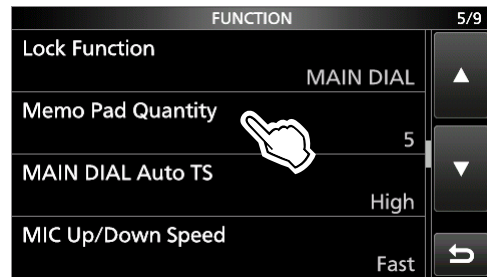 FUNCTION 5/9
Lock Function
MAIN DIAL
Memo Pad Quantity
5
MAIN DIAL Auto TS
High
MIC Up/Down Speed
Fast